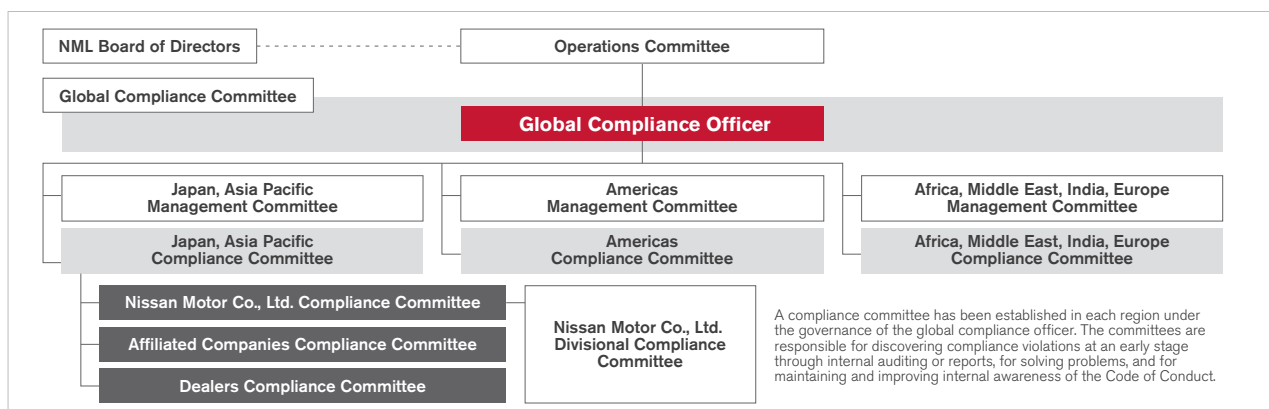 NML Board of Directors
Operations Committee
Global Compliance Committee
Global Compliance Officer
Japan, Asia Pacific
Management Committee
Americas
Management Committee
Africa, Middle East, India, Europe
Management Committee
Japan, Asia Pacific
Compliance Committee
Americas
Compliance Committee
Africa, Middle East, India, Europe
Compliance Committee
Nissan Motor Co., Ltd. Compliance Committee
Affiliated Companies Compliance Committee
Dealers Compliance Committee
Nissan Motor Co., Ltd.
Divisional Compliance
Committee
A compliance committee has been established in each region under
the governance of the global compliance officer. The committees are
responsible for discovering compliance violations at an early stage
through internal auditing or reports, for solving problems, and for
maintaining and improving internal awareness of the Code of Conduct.